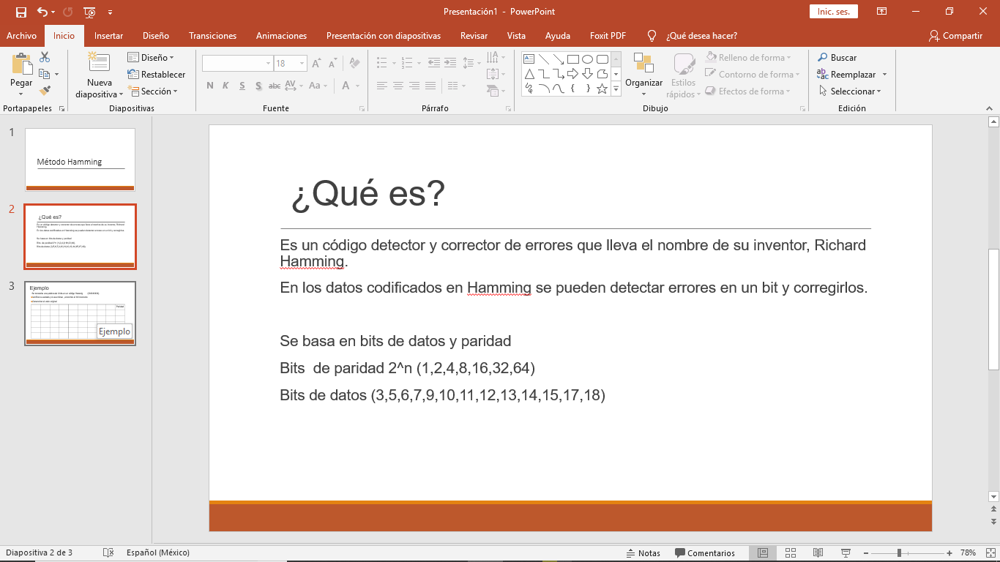 Presentación1 - PowerPoint
Inic. ses.
Archivo Inicio Insertar Diseño Transiciones Animaciones Presentación con diapositivas Revisar Vista Ayuda Foxit PDF ¿Qué desea hacer? Compartir
Pegar
Nueva diapositiva
Diseño
Restablecer
Sección
18
N K S S abc AV Aa A
Organizar
Estilos rápidos
Relleno de forma
Contorno de forma
Efectos de forma
Buscar
Reemplazar
Seleccionar
Portapapeles Diapositivas Fuente Párrafo Dibujo Edición
1
Método Hamming
2
¿Qué es?
3
Ejemplo
Paridad
Ejemplo
¿Qué es?
Es un código detector y corrector de errores que lleva el nombre de su inventor, Richard
Hamming.
En los datos codificados en Hamming se pueden detectar errores en un bit y corregirlos.
Se basa en bits de datos y paridad
Bits  de paridad 2^n (1,2,4,8,16,32,64)
Bits de datos (3,5,6,7,9,10,11,12,13,14,15,17,18)
Diapositiva 2 de 3 Español (México) Notas Comentarios 78%